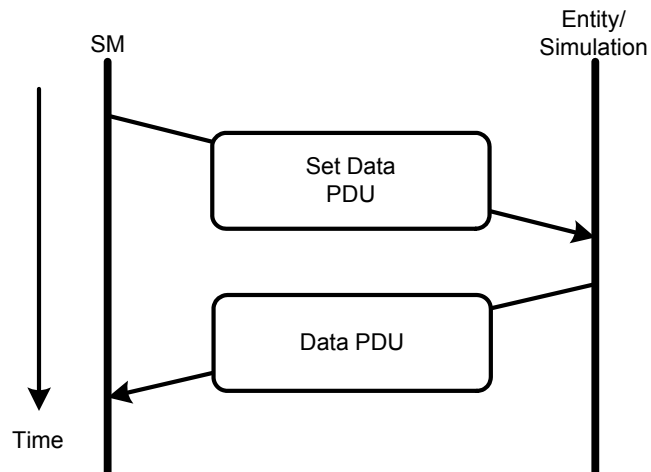 Entity/
Simulation
SM
Set Data
PDU
Data PDU
Time